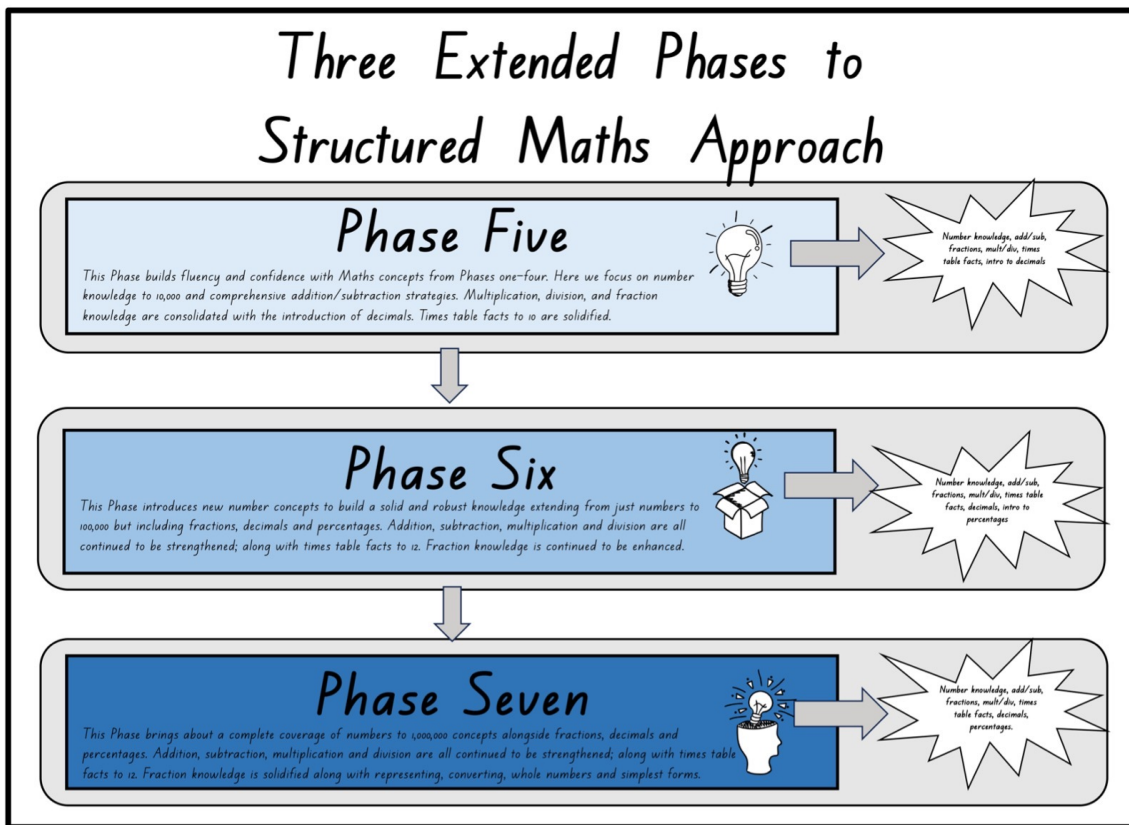 Three Extended Phases to
Structured Maths Approach
Phase Five
This Phase builds fluency and confidence with Maths concepts from Phases one-four. Here we focus on number
knowledge to 10,000 and comprehensive addition/subtraction strategies. Multiplication, division, and fraction
knowledge are consolidated with the introduction of decimals. Times table facts to 10 are solidified.
Number knowledge, add/sub,
fractions, mult/div, times
table facts, intro to decimals
Phase Six
This Phase introduces new number concepts to build a solid and robust knowledge extending from just numbers to
100,000 but including fractions, decimals and percentages. Addition, subtraction, multiplication and division are all
continued to be strengthened; along with times table facts to 12. Fraction knowledge is continued to be enhanced.
Number knowledge, add/sub,
fractions, mult/div, times table
facts, decimals, intro to
percentages
Phase Seven
This Phase brings about a complete coverage of numbers to 1,000,000 concepts alongside fractions, decimals and
percentages. Addition, subtraction, multiplication and division are all continued to be strengthened; along with times table
facts to 12. Fraction knowledge is solidified along with representing, converting, whole numbers and simplest forms.
Number knowledge, add/sub,
fractions, mult/div, times
table facts, decimals,
percentages.